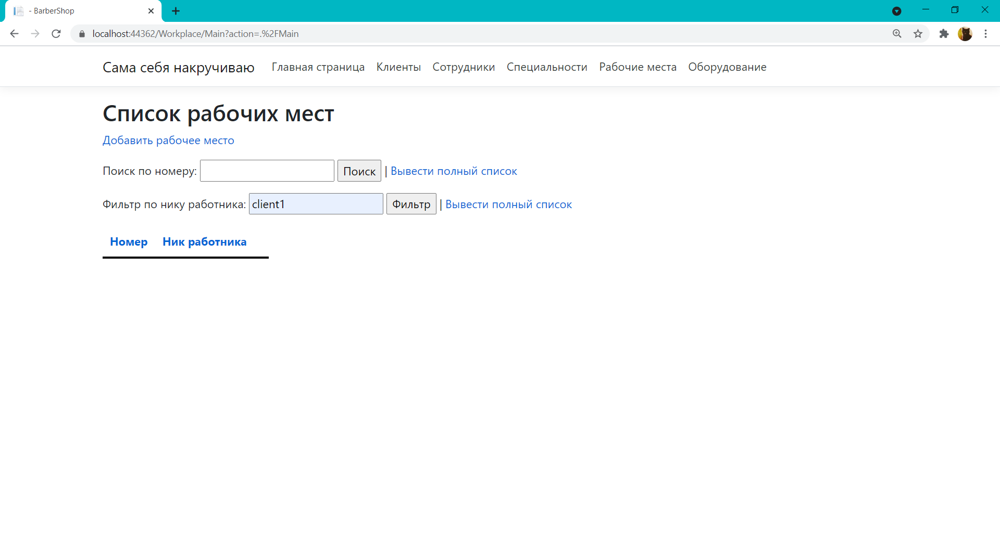 - BarberShop
localhost:44362/Workplace/Main?action=.%2FMain
Сама себя накручиваю Главная страница Клиенты Сотрудники Специальности Рабочие места Оборудование
Список рабочих мест
Добавить рабочее место
Поиск по номеру: Поиск | Вывести полный список
Фильтр по нику работника: client1 Фильтр | Вывести полный список
Номер Ник работника